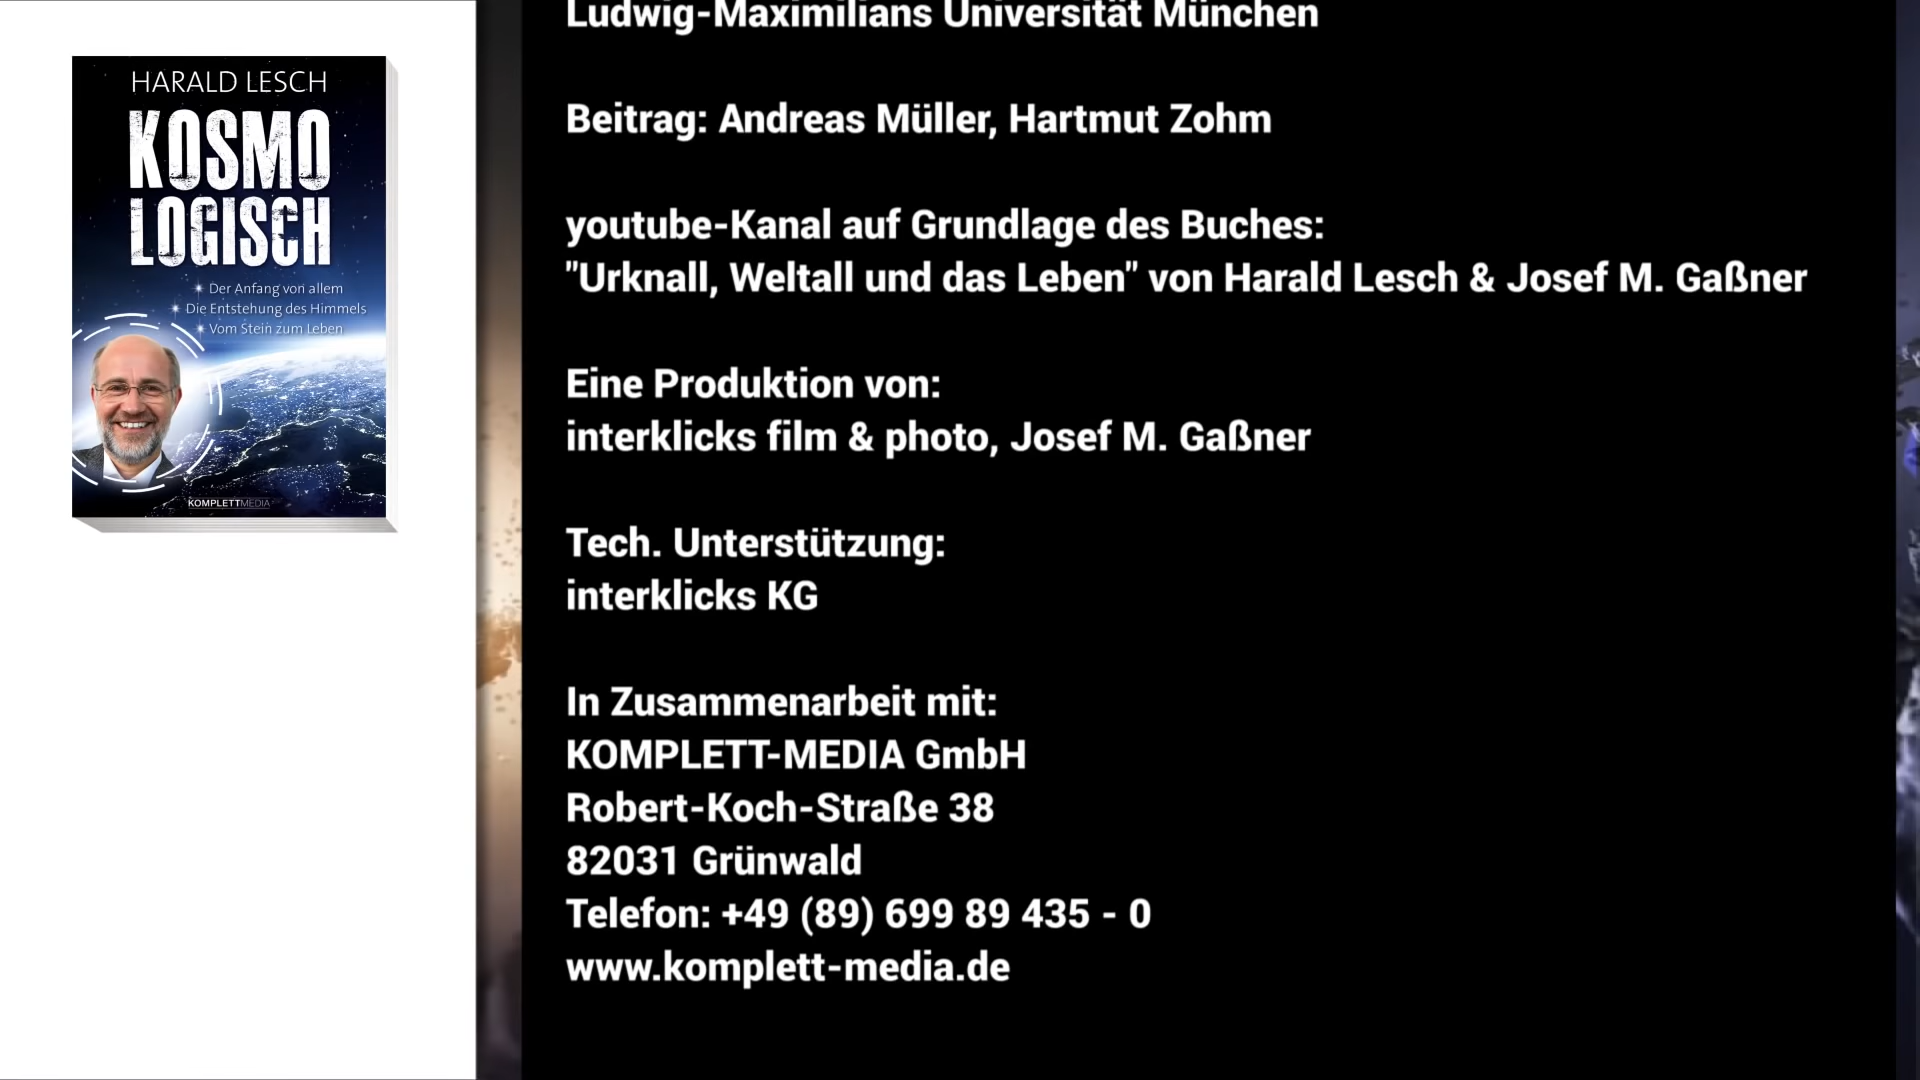 HARALD LESCH
KOSMO
LOGISCH
Der Anfang von allem
Die Entstehung des Himmels
Vom Stein zum Leben
KOMPLETTMEDIA
Ludwig-Maximilians Universität München
Beitrag: Andreas Müller, Hartmut Zohm
youtube-Kanal auf Grundlage des Buches:
"Urknall, Weltall und das Leben" von Harald Lesch & Josef M. Gaßner
Eine Produktion von:
interklicks film & photo, Josef M. Gaßner
Tech. Unterstützung:
interklicks KG
In Zusammenarbeit mit:
KOMPLETT-MEDIA GmbH
Robert-Koch-Straße 38
82031 Grünwald
Telefon: +49 (89) 699 89 435 - 0
www.komplett-media.de